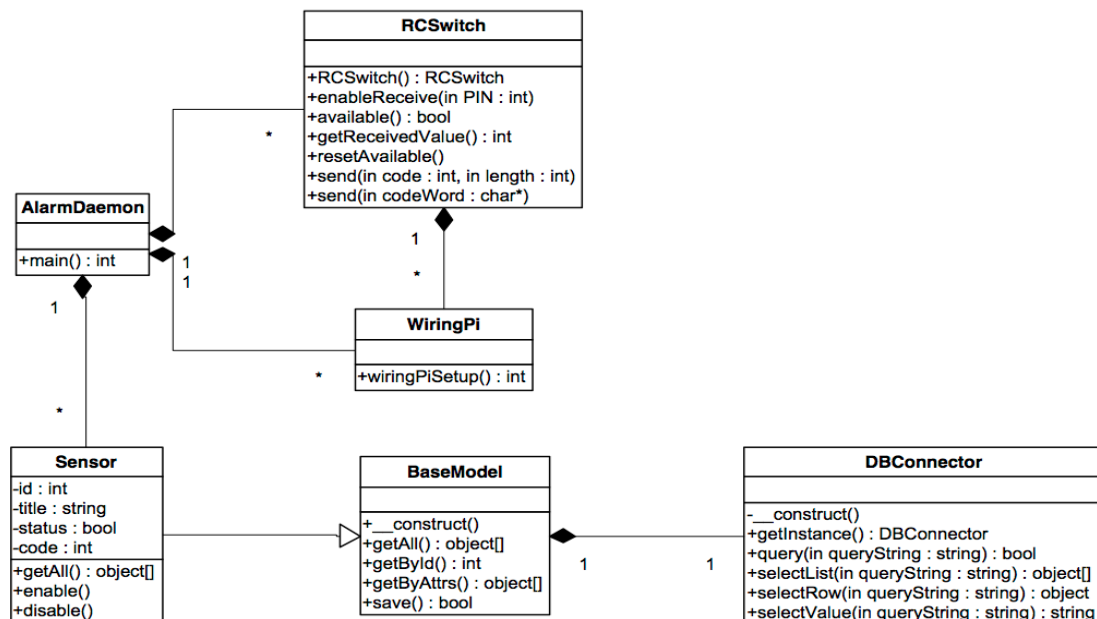 RCSwitch
+RCSwitch() : RCSwitch
+enableReceive(in PIN : int)
+available() : bool
+getReceivedValue() : int
+resetAvailable()
+send(in code : int, in length : int)
+send(in codeWord : char*)
*
AlarmDaemon
+main() : int
1
1
1
*
1
*
WiringPi
+wiringPiSetup() : int
*
Sensor
-id : int
-title : string
-status : bool
-code : int
+getAll() : object[]
+enable()
+disable()
BaseModel
+__construct()
+getAll() : object[]
+getById() : int
+getByAttrs() : object[]
+save() : bool
1
1
DBConnector
-__construct()
+getInstance() : DBConnector
+query(in queryString : string) : bool
+selectList(in queryString : string) : object[]
+selectRow(in queryString : string) : object
+selectValue(in queryString : string) : string